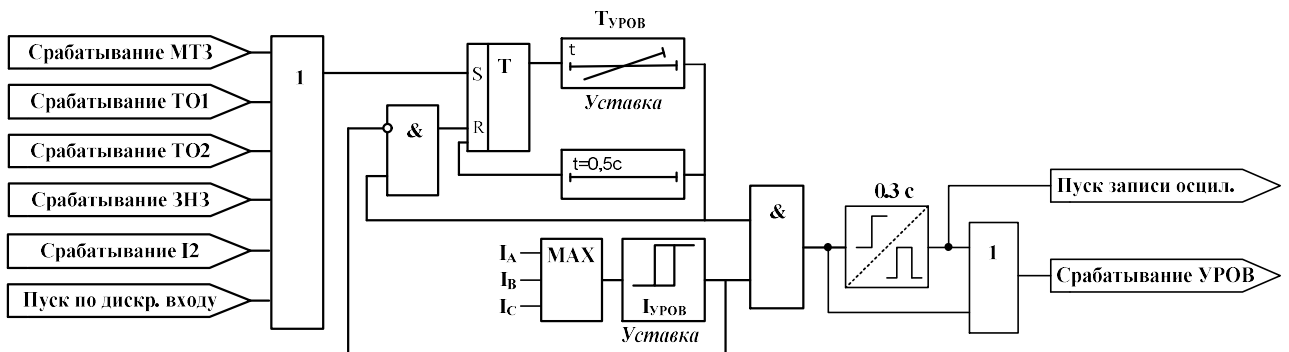 Срабатывание МТЗ
Срабатывание ТО1
Срабатывание ТО2
Срабатывание ЗНЗ
Срабатывание I2
Пуск по дискр. входу
1
&
S
R
T
TУРОВ
t
Уставка
t=0,5с
IA
IB
IC
MAX
IУРОВ
Уставка
&
0.3 с
1
Пуск записи осцил.
Срабатывание УРОВ